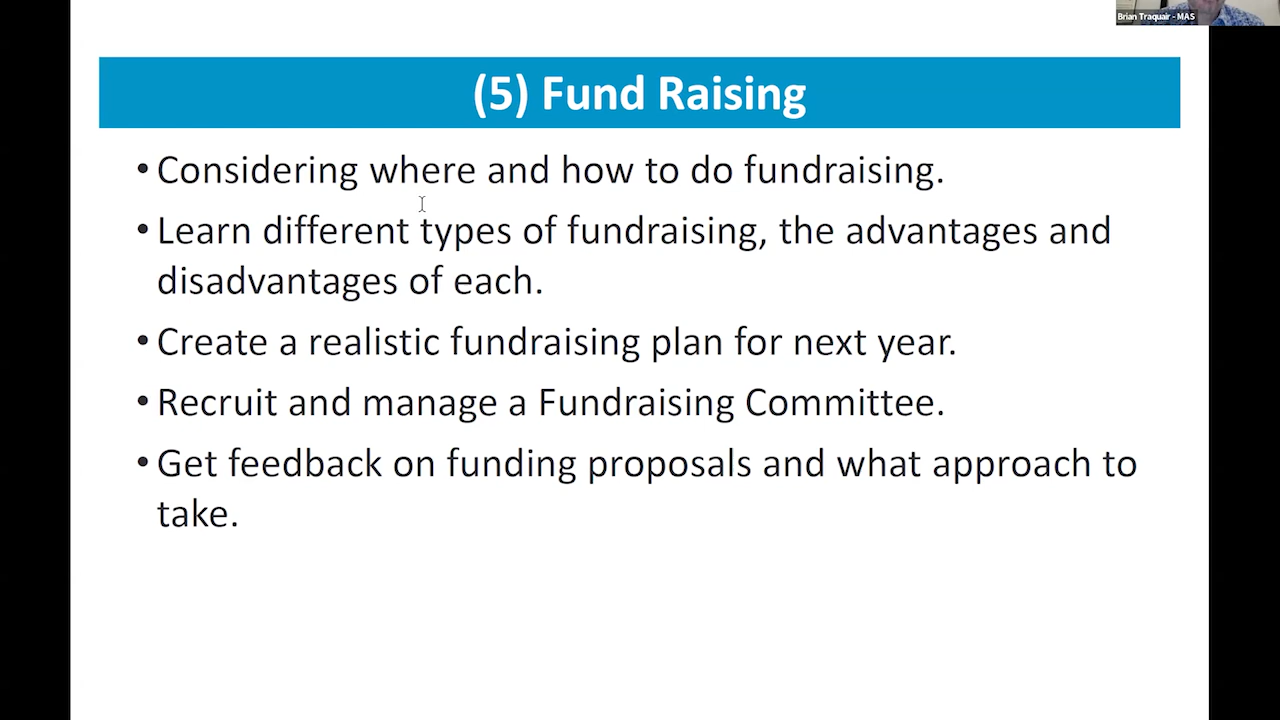 Brian Traquair - MAS
(5) Fund Raising
• Considering where and how to do fundraising.
• Learn different types of fundraising, the advantages and
disadvantages of each.
• Create a realistic fundraising plan for next year.
• Recruit and manage a Fundraising Committee.
• Get feedback on funding proposals and what approach to
take.